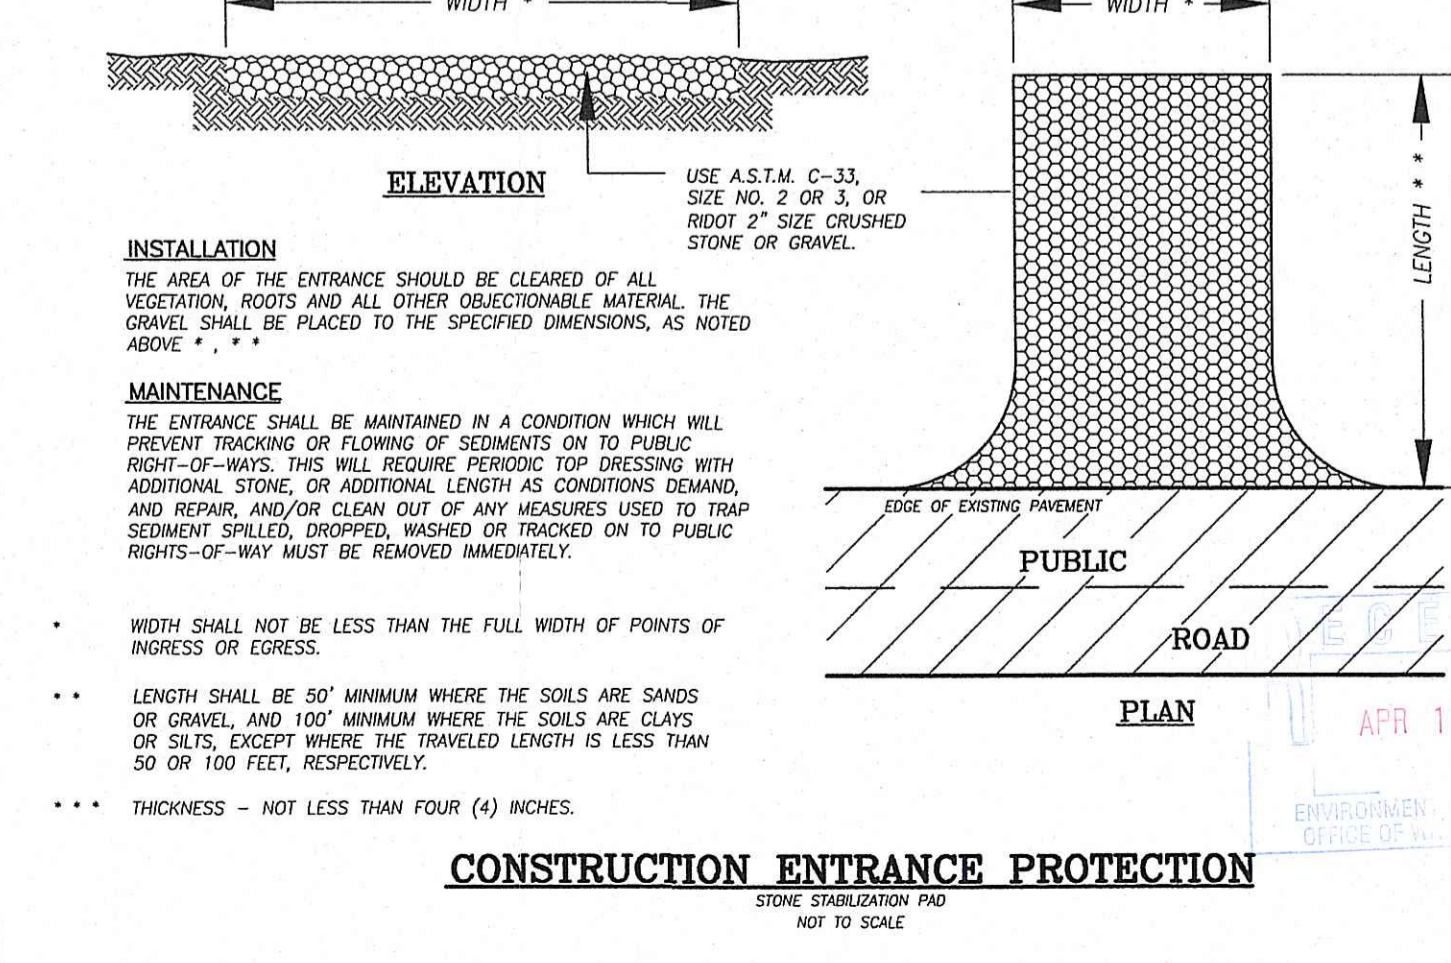 WIDTH *
WIDTH *
ELEVATION
USE A.S.T.M. C-33,
SIZE NO. 2 OR 3, OR
RIDOT 2" SIZE CRUSHED
STONE OR GRAVEL.
LENGTH * *
INSTALLATION
THE AREA OF THE ENTRANCE SHOULD BE CLEARED OF ALL
VEGETATION, ROOTS AND ALL OTHER OBJECTIONABLE MATERIAL. THE
GRAVEL SHALL BE PLACED TO THE SPECIFIED DIMENSIONS, AS NOTED
ABOVE * , * *
MAINTENANCE
THE ENTRANCE SHALL BE MAINTAINED IN A CONDITION WHICH WILL
PREVENT TRACKING OR FLOWING OF SEDIMENTS ON TO PUBLIC
RIGHT-OF-WAYS. THIS WILL REQUIRE PERIODIC TOP DRESSING WITH
ADDITIONAL STONE, OR ADDITIONAL LENGTH AS CONDITIONS DEMAND,
AND REPAIR, AND/OR CLEAN OUT OF ANY MEASURES USED TO TRAP
SEDIMENT SPILLED, DROPPED, WASHED OR TRACKED ON TO PUBLIC
RIGHTS-OF-WAY MUST BE REMOVED IMMEDIATELY.
* WIDTH SHALL NOT BE LESS THAN THE FULL WIDTH OF POINTS OF
INGRESS OR EGRESS.
* * LENGTH SHALL BE 50' MINIMUM WHERE THE SOILS ARE SANDS
OR GRAVEL, AND 100' MINIMUM WHERE THE SOILS ARE CLAYS
OR SILTS, EXCEPT WHERE THE TRAVELED LENGTH IS LESS THAN
50 OR 100 FEET, RESPECTIVELY.
* * * THICKNESS - NOT LESS THAN FOUR (4) INCHES.
EDGE OF EXISTING PAVEMENT
PUBLIC
ROAD
PLAN
E C E
APR 1
ENVIRONMEN
OFFICE OF
CONSTRUCTION ENTRANCE PROTECTION
STONE STABILIZATION PAD
NOT TO SCALE